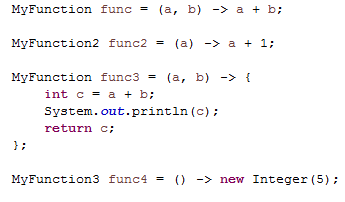 MyFunction func = (a, b) -> a + b;
MyFunction2 func2 = (a) -> a + 1;
MyFunction func3 = (a, b) -> {
    int c = a + b;
    System.out.println(c);
    return c;
};
MyFunction3 func4 = () -> new Integer(5);